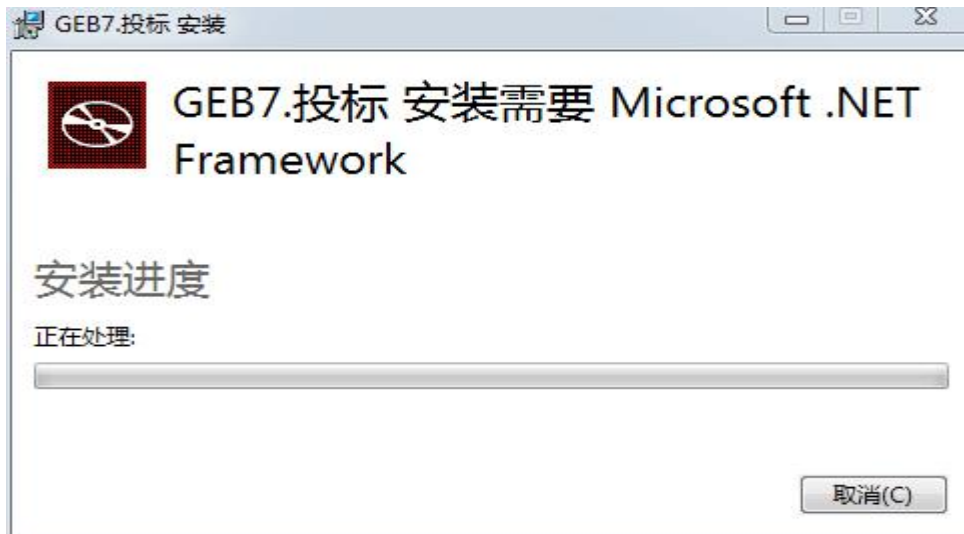 GEB7.投标 安装
GEB7.投标 安装需要 Microsoft .NET
Framework
安装进度
正在处理:
取消(C)